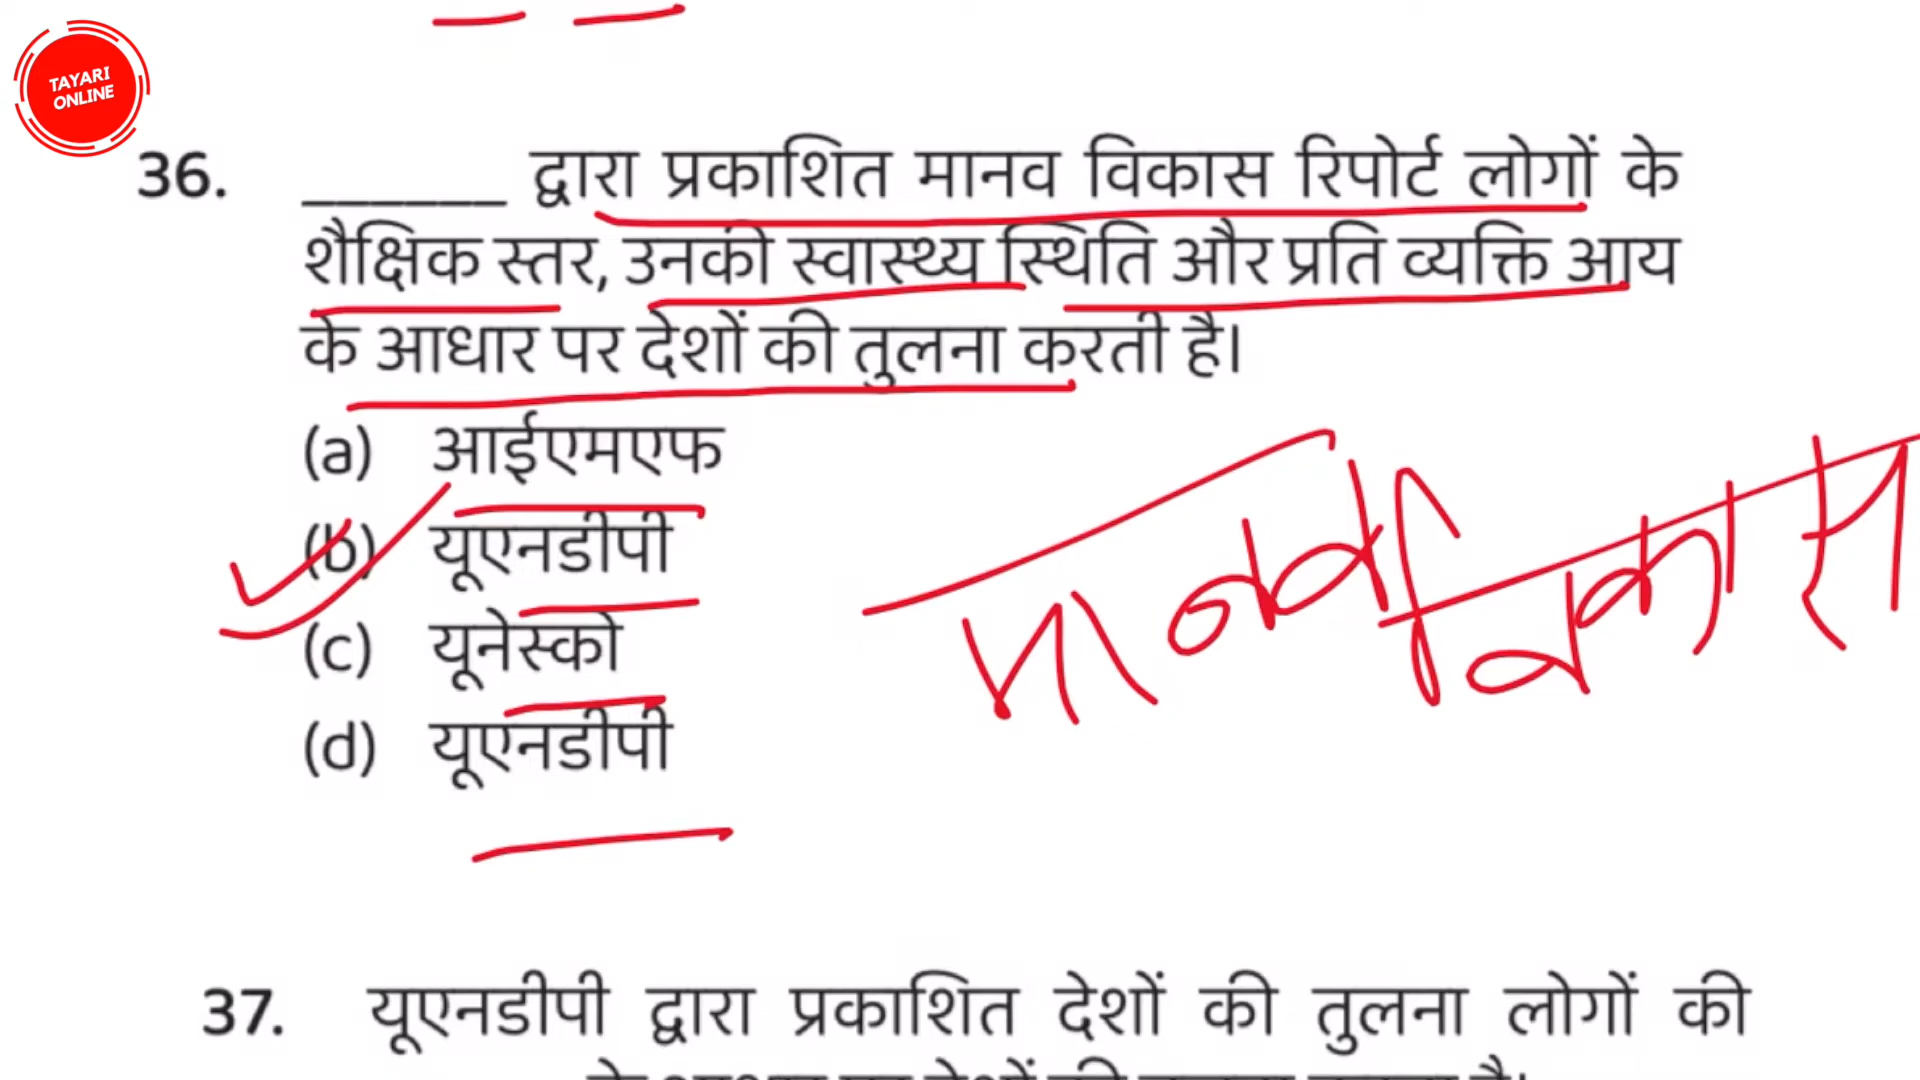 TAYARI
ONLINE
36. ______ द्वारा प्रकाशित मानव विकास रिपोर्ट लोगों के
शैक्षिक स्तर, उनकी स्वास्थ्य स्थिति और प्रति व्यक्ति आय
के आधार पर देशों की तुलना करती है।
(a) आईएमएफ
(b) यूएनडीपी
(c) यूनेस्को
(d) यूएनडीपी
मानव विकास
37. यूएनडीपी द्वारा प्रकाशित देशों की तुलना लोगों की